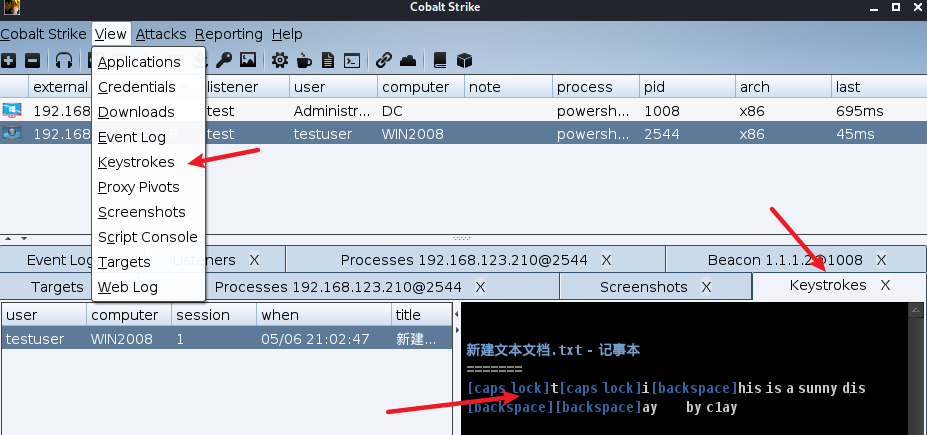 Cobalt Strike
Cobalt Strike View Attacks Reporting Help
Applications
Credentials
Downloads
Event Log
Keystrokes
Proxy Pivots
Screenshots
Script Console
Targets
Web Log
external listener user computer note process pid arch last
192.168 test Administr... DC powersh... 1008 x86 695ms
192.168 test testuser WIN2008 powersh... 2544 x86 45ms
Event Log Listeners X Processes 192.168.123.210@2544 X Beacon 1.1.1.2@1008 X
Targets Processes 192.168.123.210@2544 X Screenshots X Keystrokes X
user computer session when title
testuser WIN2008 1 05/06 21:02:47 新建...
新建文本文档.txt - 记事本
=======
[caps lock]t[caps lock]i[backspace]his is a sunny dis
[backspace][backspace]ay by c1ay